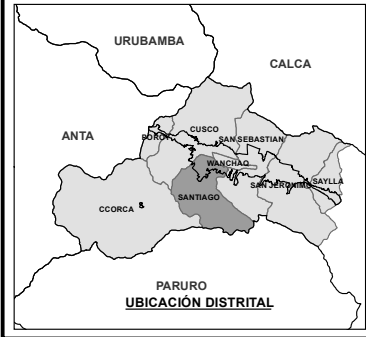 URUBAMBA
CALCA
ANTA
CUSCO
POROY
SAN SEBASTIAN
WANCHAQ
SAYLLA
SAN JERONIMO
SANTIAGO
CCORCA
PARURO
UBICACIÓN DISTRITAL